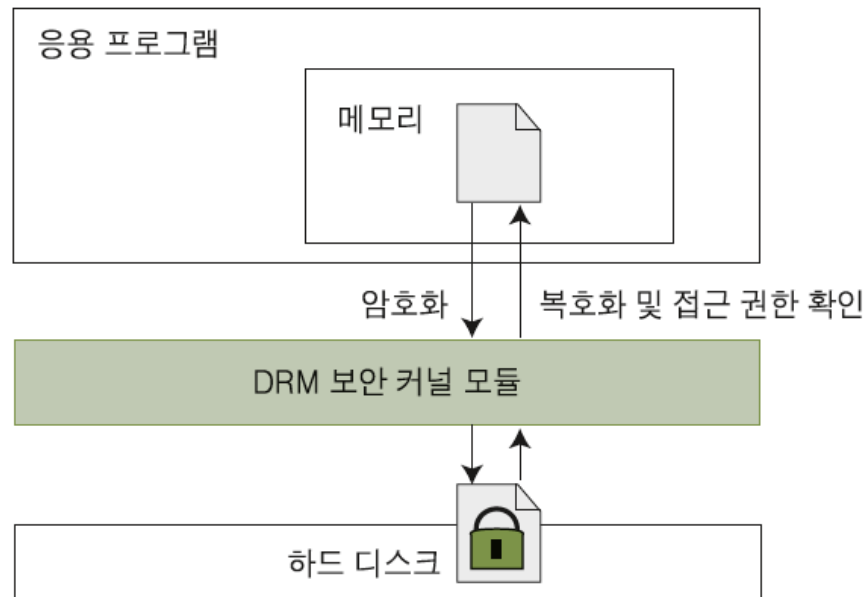 응용 프로그램
메모리
암호화
복호화 및 접근 권한 확인
DRM 보안 커널 모듈
하드 디스크